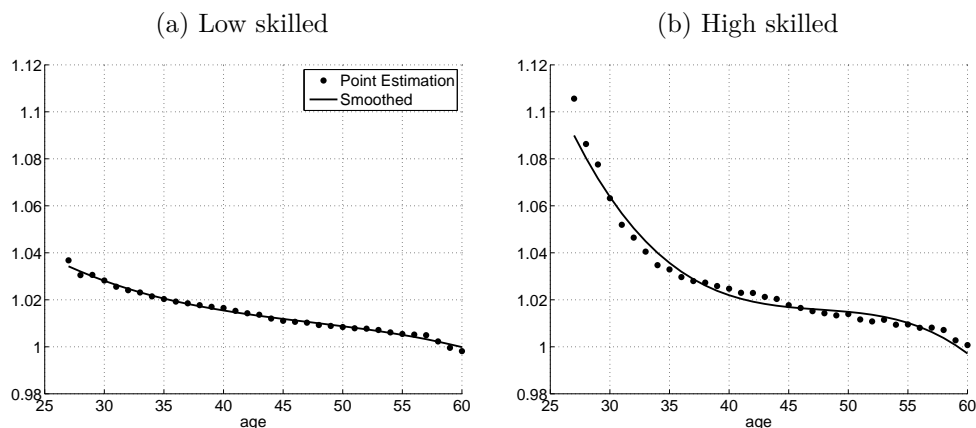 (a) Low skilled
1.12
1.1
1.08
1.06
1.04
1.02
1
0.98
25 30 35 40 45 50 55 60
age
Point Estimation
Smoothed
(b) High skilled
1.12
1.1
1.08
1.06
1.04
1.02
1
0.98
25 30 35 40 45 50 55 60
age